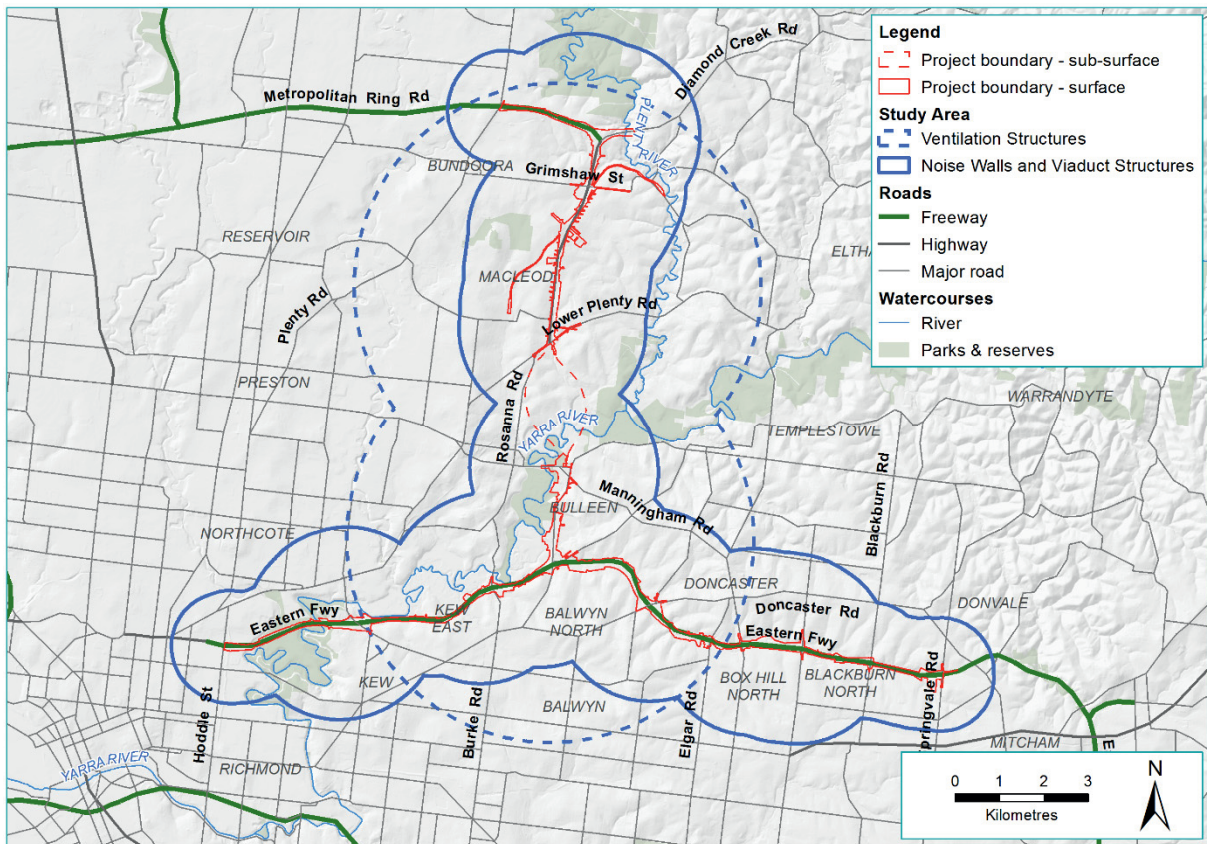 Diamond Creek Rd
Metropolitan Ring Rd
PLENTY RIVER
BUNDOORA
Grimshaw St
RESERVOIR
ELTHA
MACLEOD
Plenty Rd
Lower Plenty Rd
PRESTON
Rosanna Rd
WARRANDYTE
YARRA RIVER
TEMPLESTOWE
Blackburn Rd
Manningham Rd
BULLEEN
NORTHCOTE
DONCASTER
DONVALE
Eastern Fwy
KEW
EAST
BALWYN
NORTH
Doncaster Rd
Eastern Fwy
KEW
BOX HILL
NORTH
BLACKBURN
NORTH
pringvale Rd
Hoddle St
Burke Rd
BALWYN
Elgar Rd
MITCHAM
E
RICHMOND
YARRA RIVER
Legend
Project boundary - sub-surface
Project boundary - surface
Study Area
Ventilation Structures
Noise Walls and Viaduct Structures
Roads
Freeway
Highway
Major road
Watercourses
River
Parks & reserves
0 1 2 3
Kilometres
N